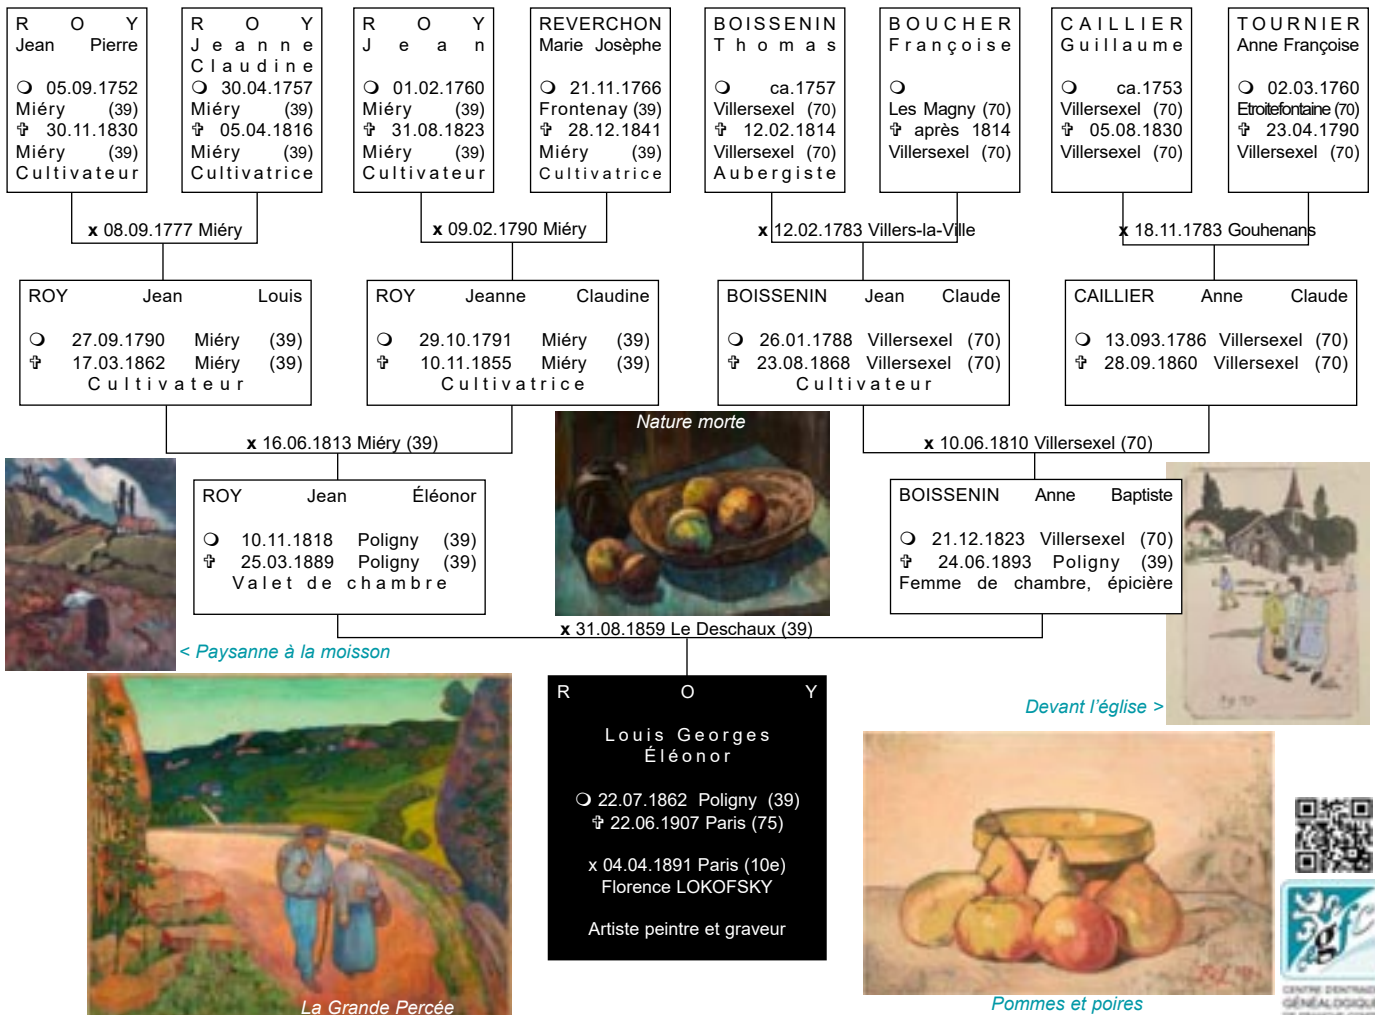 ROY
Jean Pierre
O 05.09.1752
Miéry (39)
✞ 30.11.1830
Miéry (39)
Cultivateur
ROY
Jeanne
Claudine
O 30.04.1757
Miéry (39)
✞ 05.04.1816
Miéry (39)
Cultivatrice
ROY
Jean
O 01.02.1760
Miéry (39)
✞ 31.08.1823
Miéry (39)
Cultivateur
REVERCHON
Marie Josèphe
O 21.11.1766
Frontenay (39)
✞ 28.12.1841
Miéry (39)
Cultivatrice
BOISSENIN
Thomas
O ca.1757
Villersexel (70)
✞ 12.02.1814
Villersexel (70)
Aubergiste
BOUCHER
Françoise
O
Les Magny (70)
✞ après 1814
Villersexel (70)
CAILLIER
Guillaume
O ca.1753
Villersexel (70)
✞ 05.08.1830
Villersexel (70)
TOURNIER
Anne Françoise
O 02.03.1760
Etroitefontaine (70)
✞ 23.04.1790
Villersexel (70)
x 08.09.1777 Miéry
x 09.02.1790 Miéry
x 12.02.1783 Villers-la-Ville
x 18.11.1783 Gouhenans
ROY Jean Louis
O 27.09.1790 Miéry (39)
✞ 17.03.1862 Miéry (39)
Cultivateur
ROY Jeanne Claudine
O 29.10.1791 Miéry (39)
✞ 10.11.1855 Miéry (39)
Cultivatrice
BOISSENIN Jean Claude
O 26.01.1788 Villersexel (70)
✞ 23.08.1868 Villersexel (70)
Cultivateur
CAILLIER Anne Claude
O 13.093.1786 Villersexel (70)
✞ 28.09.1860 Villersexel (70)
x 16.06.1813 Miéry (39)
Nature morte
x 10.06.1810 Villersexel (70)
ROY Jean Éléonor
O 10.11.1818 Poligny (39)
✞ 25.03.1889 Poligny (39)
Valet de chambre
BOISSENIN Anne Baptiste
O 21.12.1823 Villersexel (70)
✞ 24.06.1893 Poligny (39)
Femme de chambre, épicière
x 31.08.1859 Le Deschaux (39)
< Paysanne à la moisson
Devant l'église >
ROY
Louis Georges
Éléonor
O 22.07.1862 Poligny (39)
✞ 22.06.1907 Paris (75)
x 04.04.1891 Paris (10e)
Florence LOKOFSKY
Artiste peintre et graveur
La Grande Percée
Pommes et poires
gfc
CENTRE D'ENTRAIDE
GÉNÉALOGIQUE